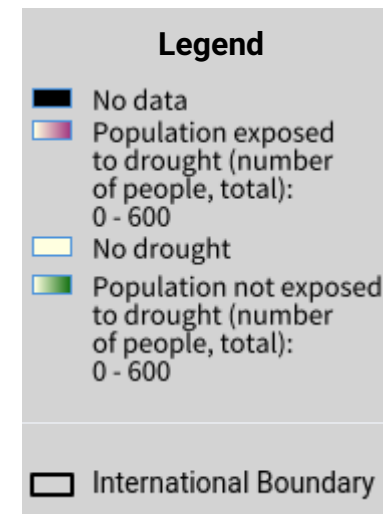 Legend
No data
Population exposed
to drought (number
of people, total):
0 - 600
No drought
Population not exposed
to drought (number
of people, total):
0 - 600
International Boundary